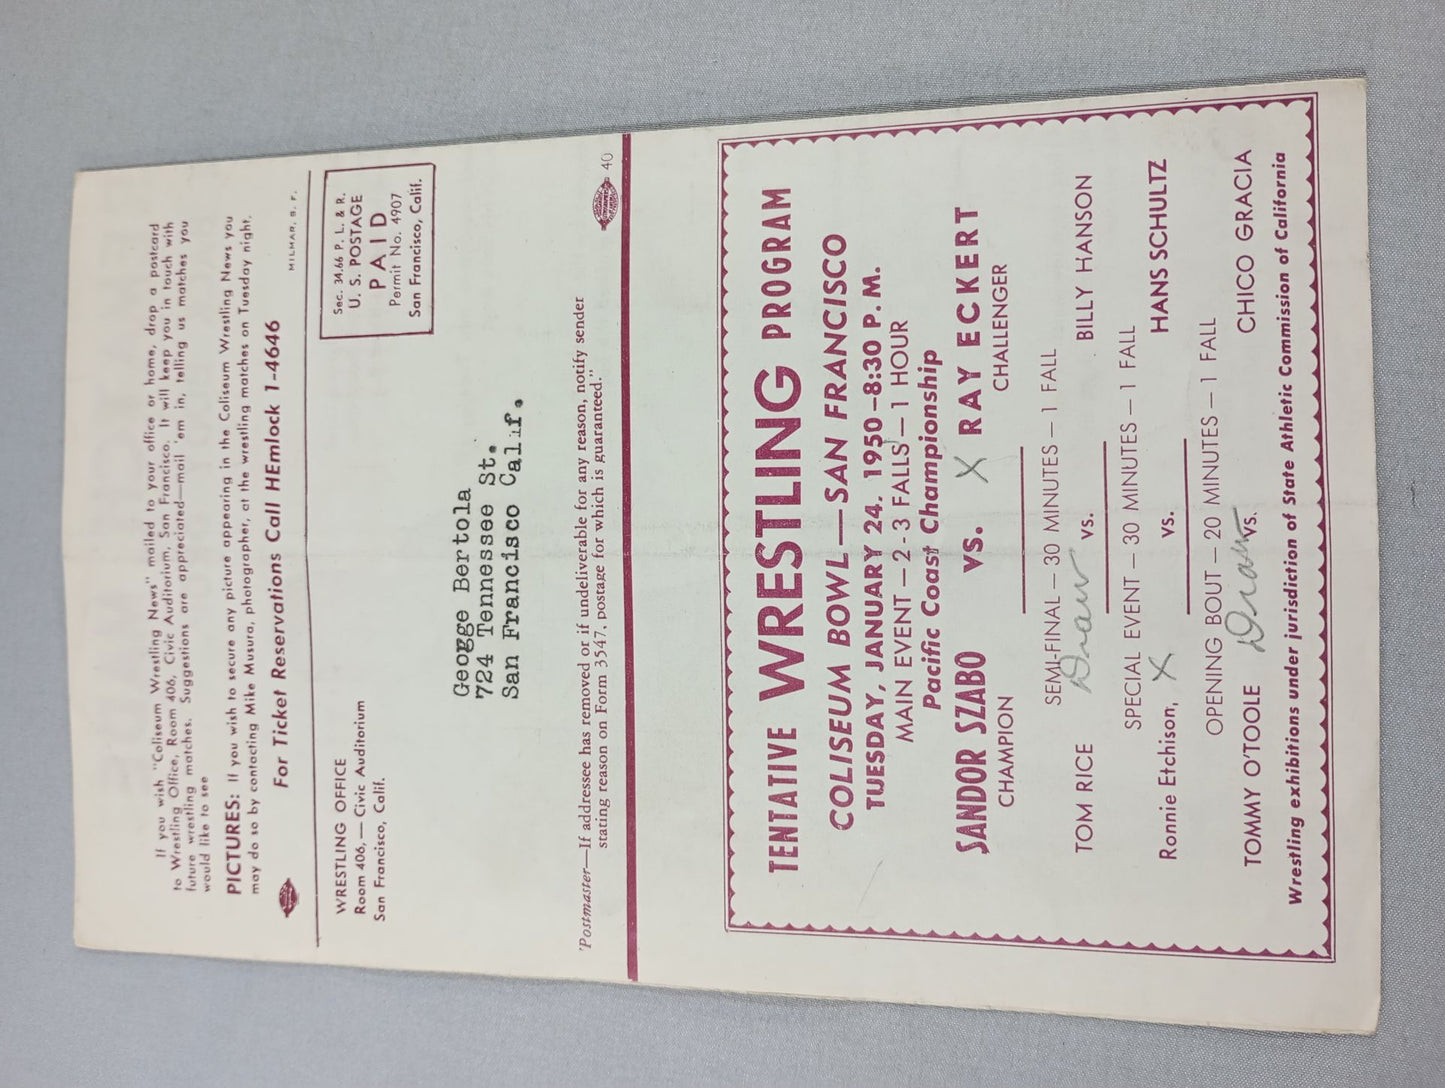 If you wish "Coliseum Wrestling News" mailed to your office or home, drop a postcard
to Wrestling Office, Room 406, Civic Auditorium, San Francisco. It will keep you in touch with
future wrestling matches. Suggestions are appreciated—mail 'em in, telling us matches you
would like to see
PICTURES: If you wish to secure any picture appearing in the Coliseum Wrestling News you
may do so by contacting Mike Musura, photographer, at the wrestling matches on Tuesday night.
For Ticket Reservations Call HEmlock 1-4646
MILMAR, S. F.
WRESTLING OFFICE
Room 406, — Civic Auditorium
San Francisco, Calif.
Sec. 34.66 P. L. & R.
U. S. POSTAGE
PAID
Permit No. 4907
San Francisco, Calif.
Geogge Bertola
724 Tennessee St.
San Francisco Calif.
'Postmaster—If addressee has removed or if undeliverable for any reason, notify sender
stating reason on Form 3547, postage for which is guaranteed."
40
TENTATIVE WRESTLING PROGRAM
COLISEUM BOWL—SAN FRANCISCO
TUESDAY, JANUARY 24, 1950–8:30 P. M.
MAIN EVENT — 2-3 FALLS — 1 HOUR
Pacific Coast Championship
SANDOR SZABO vs. X RAY ECKERT
CHAMPION CHALLENGER
SEMI-FINAL — 30 MINUTES — 1 FALL
TOM RICE Draw vs. BILLY HANSON
SPECIAL EVENT — 30 MINUTES — 1 FALL
Ronnie Etchison, X vs. HANS SCHULTZ
OPENING BOUT — 20 MINUTES — 1 FALL
TOMMY O'TOOLE Draw vs. CHICO GRACIA
Wrestling exhibitions under jurisdiction of State Athletic Commission of California